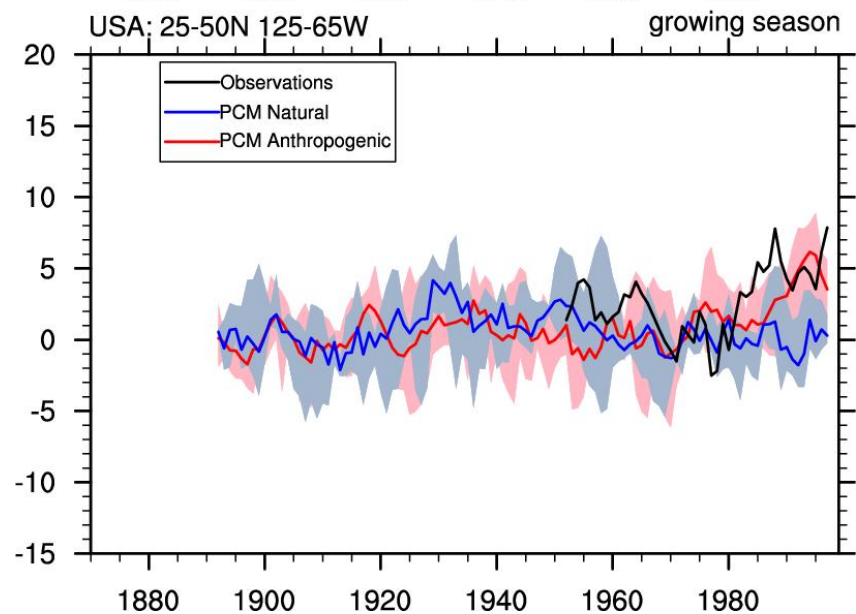 USA: 25-50N 125-65W growing season
20
Observations
PCM Natural
15
PCM Anthropogenic
10
5
0
-5
-10
-15
1880 1900 1920 1940 1960 1980